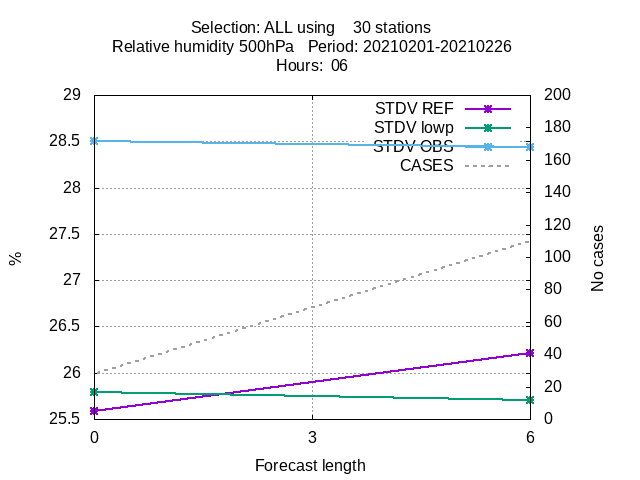 Selection: ALL using    30 stations
Relative humidity 500hPa   Period: 20210201-20210226
Hours:  06
29
28.5
28
27.5
27
26.5
26
25.5
%
200
180
160
140
120
100
80
60
40
20
0
No cases
STDV REF
STDV lowp
STDV OBS
CASES
0
3
6
Forecast length